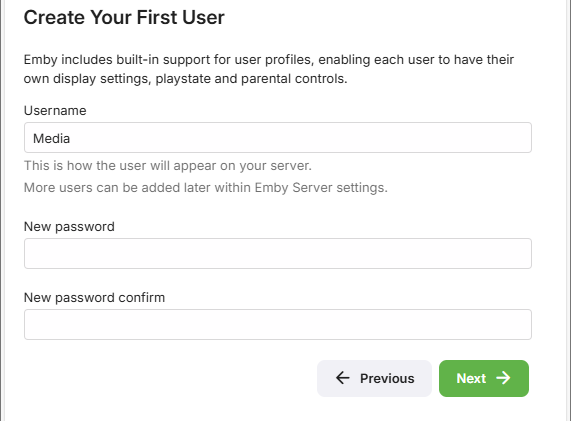 Create Your First User
Emby includes built-in support for user profiles, enabling each user to have their
own display settings, playstate and parental controls.
Username
Media
This is how the user will appear on your server.
More users can be added later within Emby Server settings.
New password
New password confirm
Previous
Next